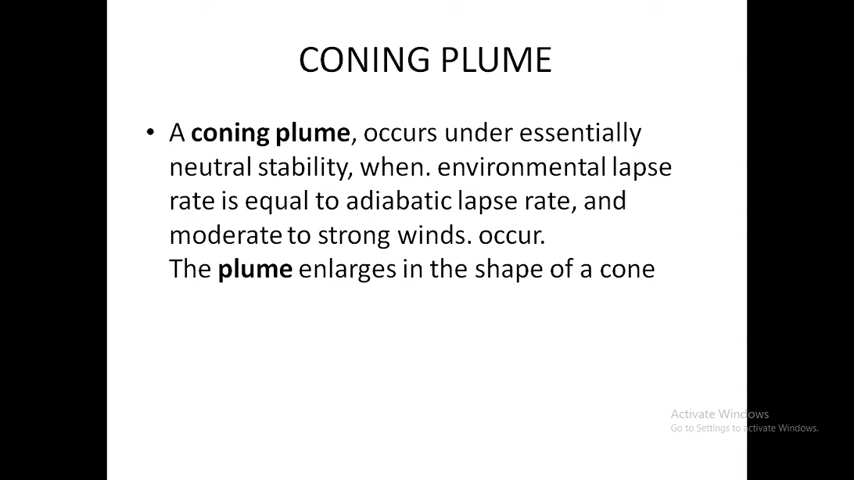 CONING PLUME
• A coning plume, occurs under essentially
neutral stability, when. environmental lapse
rate is equal to adiabatic lapse rate, and
moderate to strong winds. occur.
The plume enlarges in the shape of a cone
Activate Windows
Go to Settings to activate Windows.